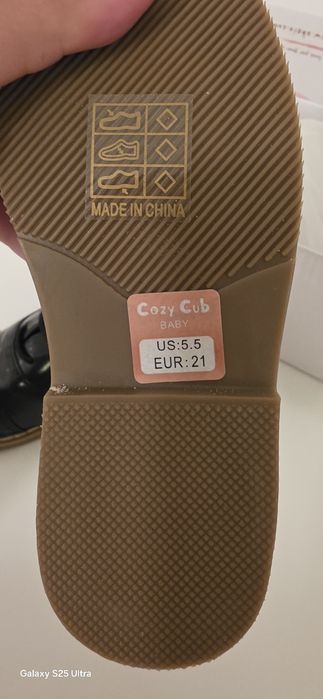 MADE IN CHINA
Cozy Cub
BABY
US:5.5
EUR:21
Galaxy S25 Ultra